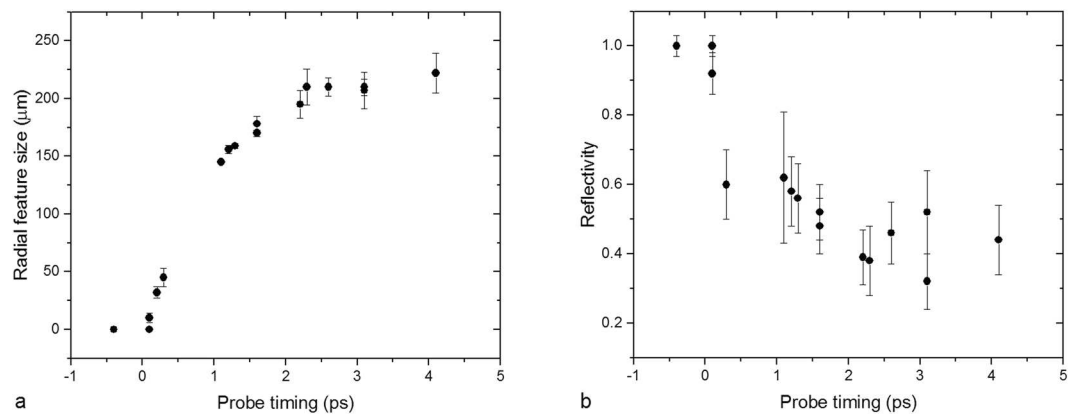 250
200
150
100
50
0
-1 0 1 2 3 4 5
Radial feature size (μm)
Probe timing (ps)
a
1.0
0.8
0.6
0.4
0.2
-1 0 1 2 3 4 5
Reflectivity
Probe timing (ps)
b